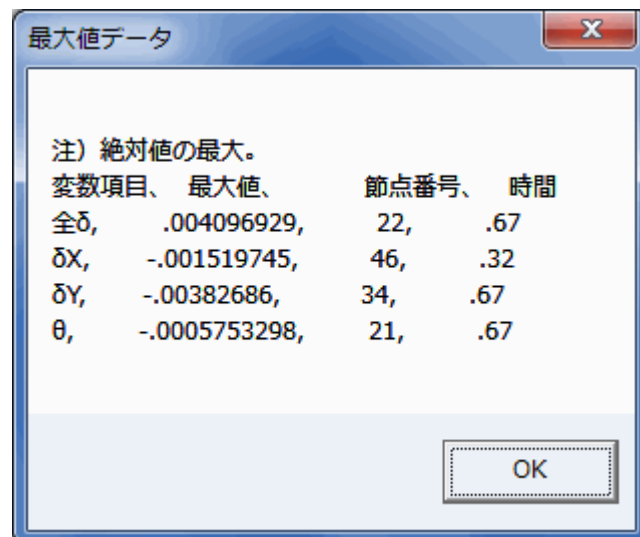 最大値データ
注）絶対値の最大。
変数項目、 最大値、 節点番号、 時間
全δ, .004096929, 22, .67
δX, -.001519745, 46, .32
δY, -.00382686, 34, .67
θ, -.0005753298, 21, .67
OK